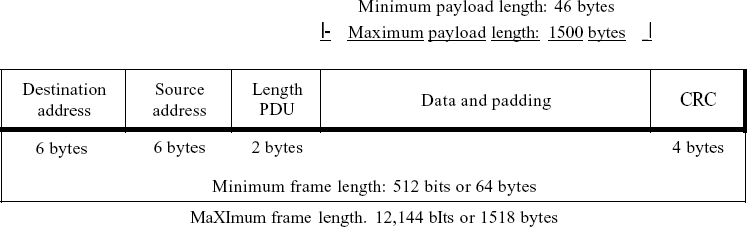 Minimum payload length: 46 bytes
|- Maximum payload length: 1500 bytes _|
Destination address
Source address
Length PDU
Data and padding
CRC
6 bytes
6 bytes
2 bytes
4 bytes
Minimum frame length: 512 bits or 64 bytes
MaXImum frame length. 12,144 bIts or 1518 bytes